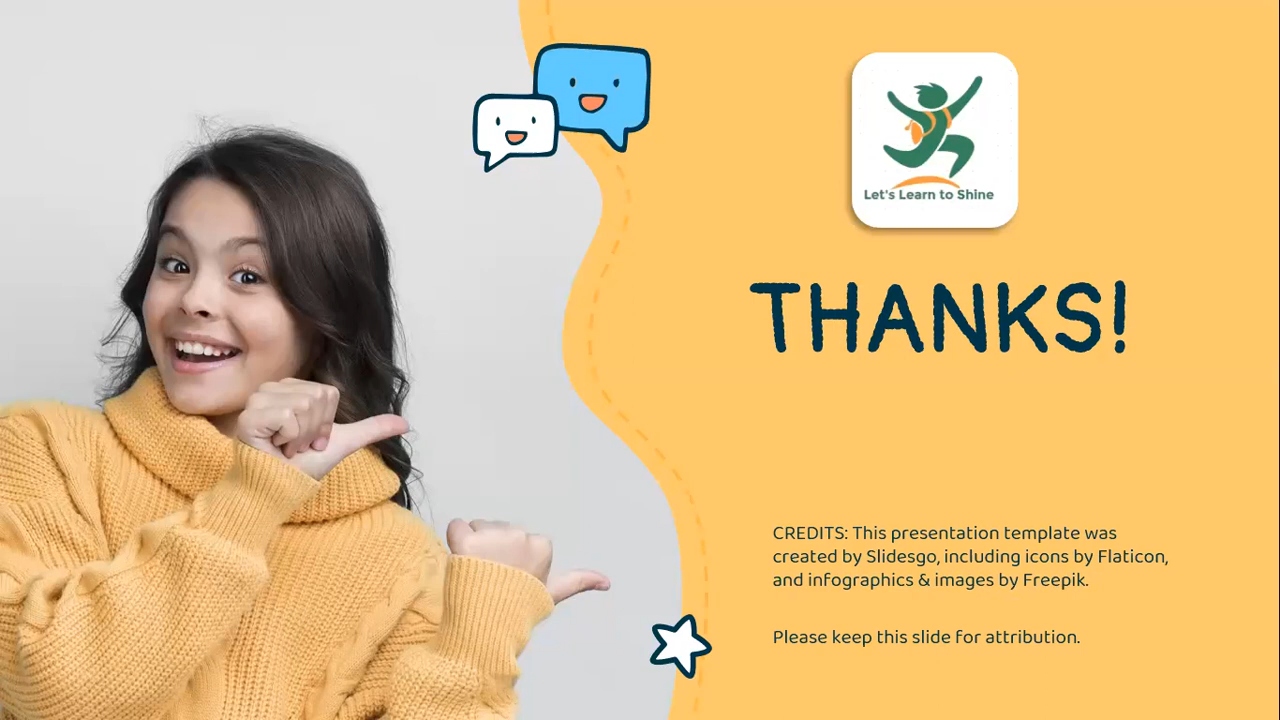 Let's Learn to Shine
THANKS!
CREDITS: This presentation template was
created by Slidesgo, including icons by Flaticon,
and infographics & images by Freepik.
Please keep this slide for attribution.